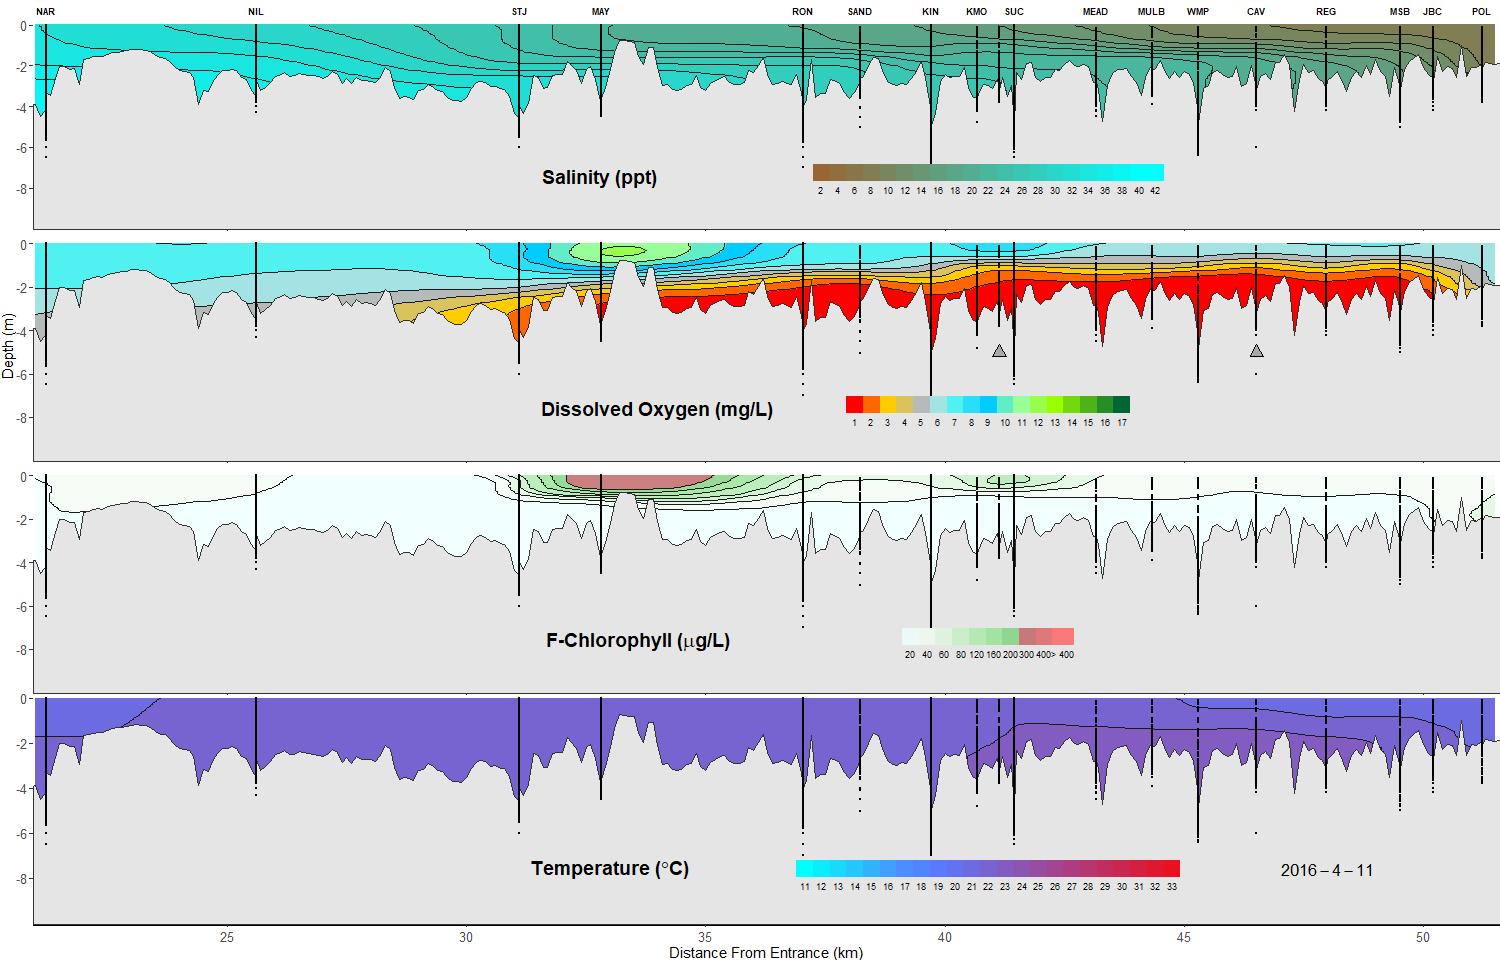 NAR NIL STJ MAY RON SAND KIN KMO SUC MEAD MULB WMP CAV REG MSB JBC POL
0
-2
-4
-6
-8
Salinity (ppt)
2 4 6 8 10 12 14 16 18 20 22 24 26 28 30 32 34 36 38 40 42
0
-2
-4
-6
-8
Depth (m)
Dissolved Oxygen (mg/L)
1 2 3 4 5 6 7 8 9 10 11 12 13 14 15 16 17
0
-2
-4
-6
-8
F-Chlorophyll (μg/L)
20 40 60 80 120 160 200 300 400> 400
0
-2
-4
-6
-8
Temperature (°C)
11 12 13 14 15 16 17 18 19 20 21 22 23 24 25 26 27 28 29 30 31 32 33
2016 – 4 – 11
25 30 35 40 45 50
Distance From Entrance (km)